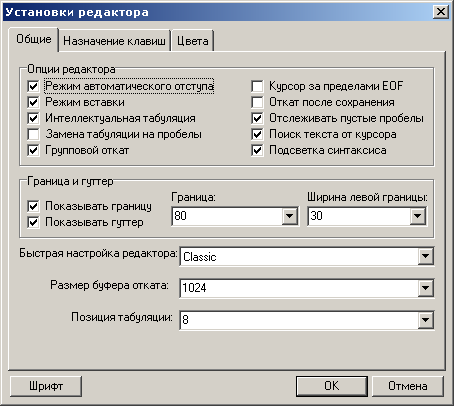 Установки редактора
Общие Назначение клавиш Цвета
Опции редактора
Режим автоматического отступа
Режим вставки
Интеллектуальная табуляция
Замена табуляции на пробелы
Групповой откат
Курсор за пределами EOF
Откат после сохранения
Отслеживать пустые пробелы
Поиск текста от курсора
Подсветка синтаксиса
Граница и гуттер
Показывать границу
Показывать гуттер
Граница:
80
Ширина левой границы:
30
Быстрая настройка редактора: Classic
Размер буфера отката: 1024
Позиция табуляции: 8
Шрифт OK Отмена